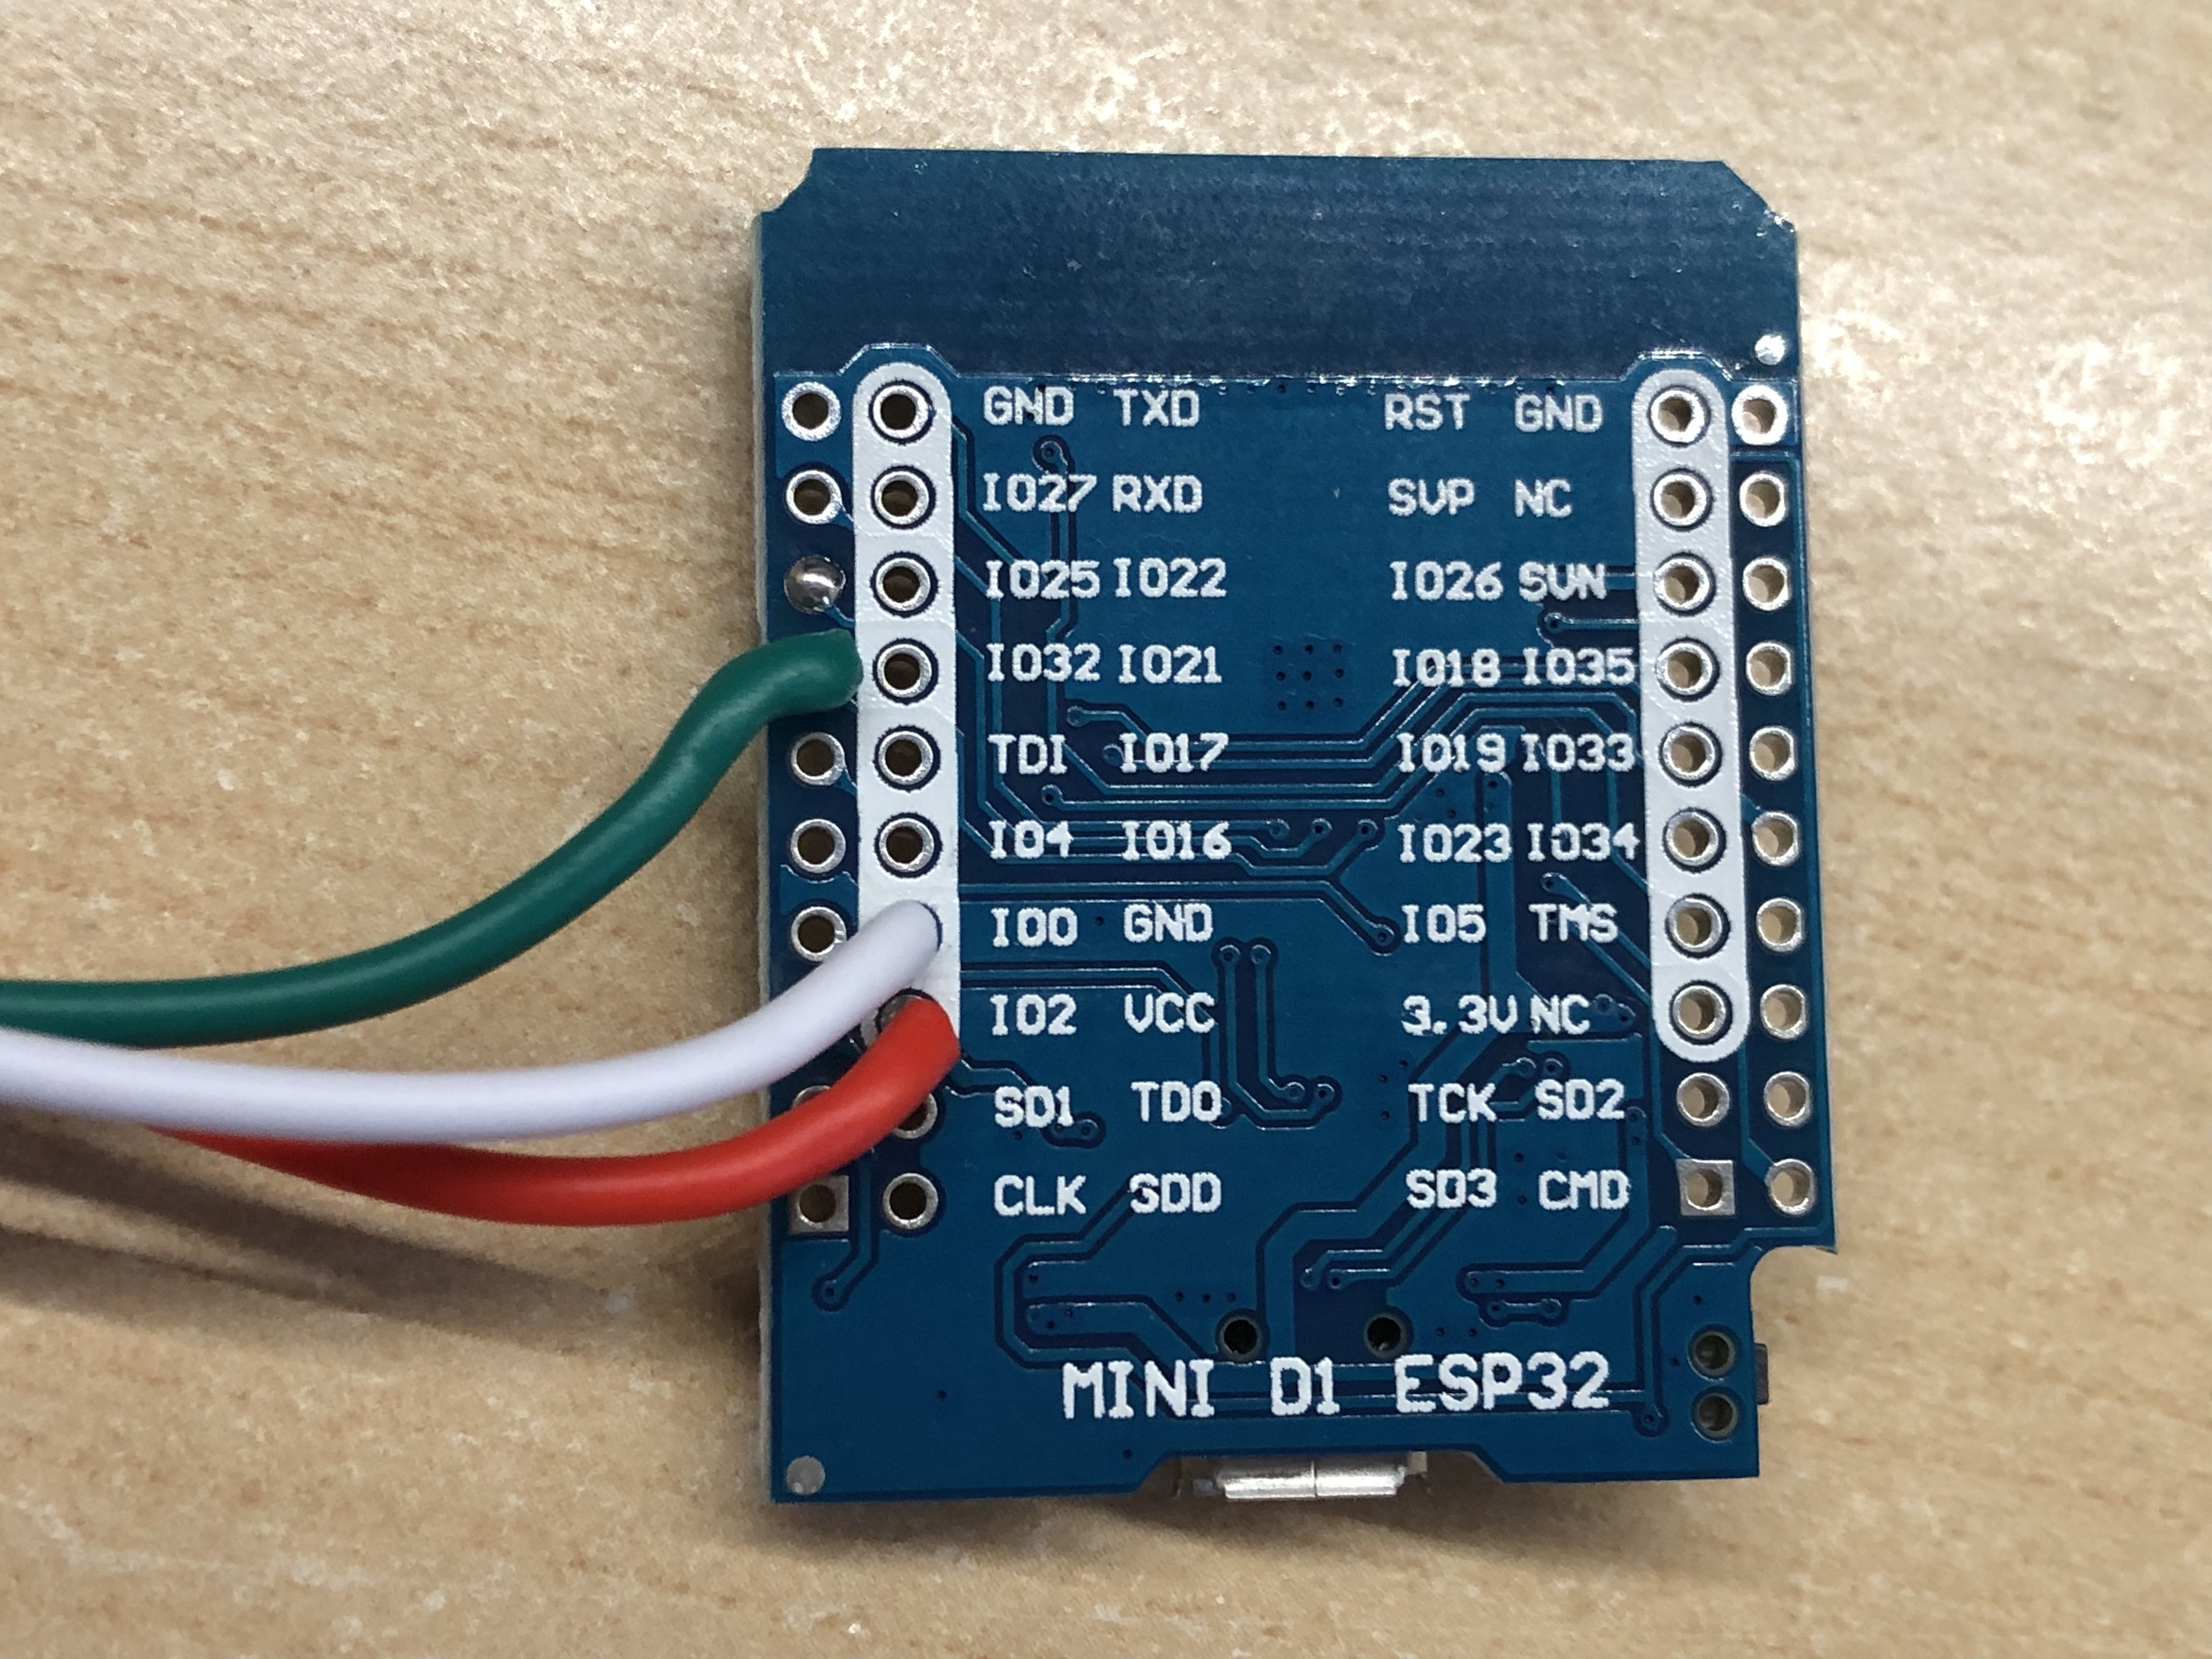 GND TXD RST GND
IO27 RXD SVP NC
IO25 IO22 IO26 SVN
IO32 IO21 IO18 IO35
TDI IO17 IO19 IO33
IO4 IO16 IO23 IO34
IO0 GND IO5 TMS
IO2 VCC 3.3V NC
SD1 TDO TCK SD2
CLK SDD SD3 CMD
MINI D1 ESP32